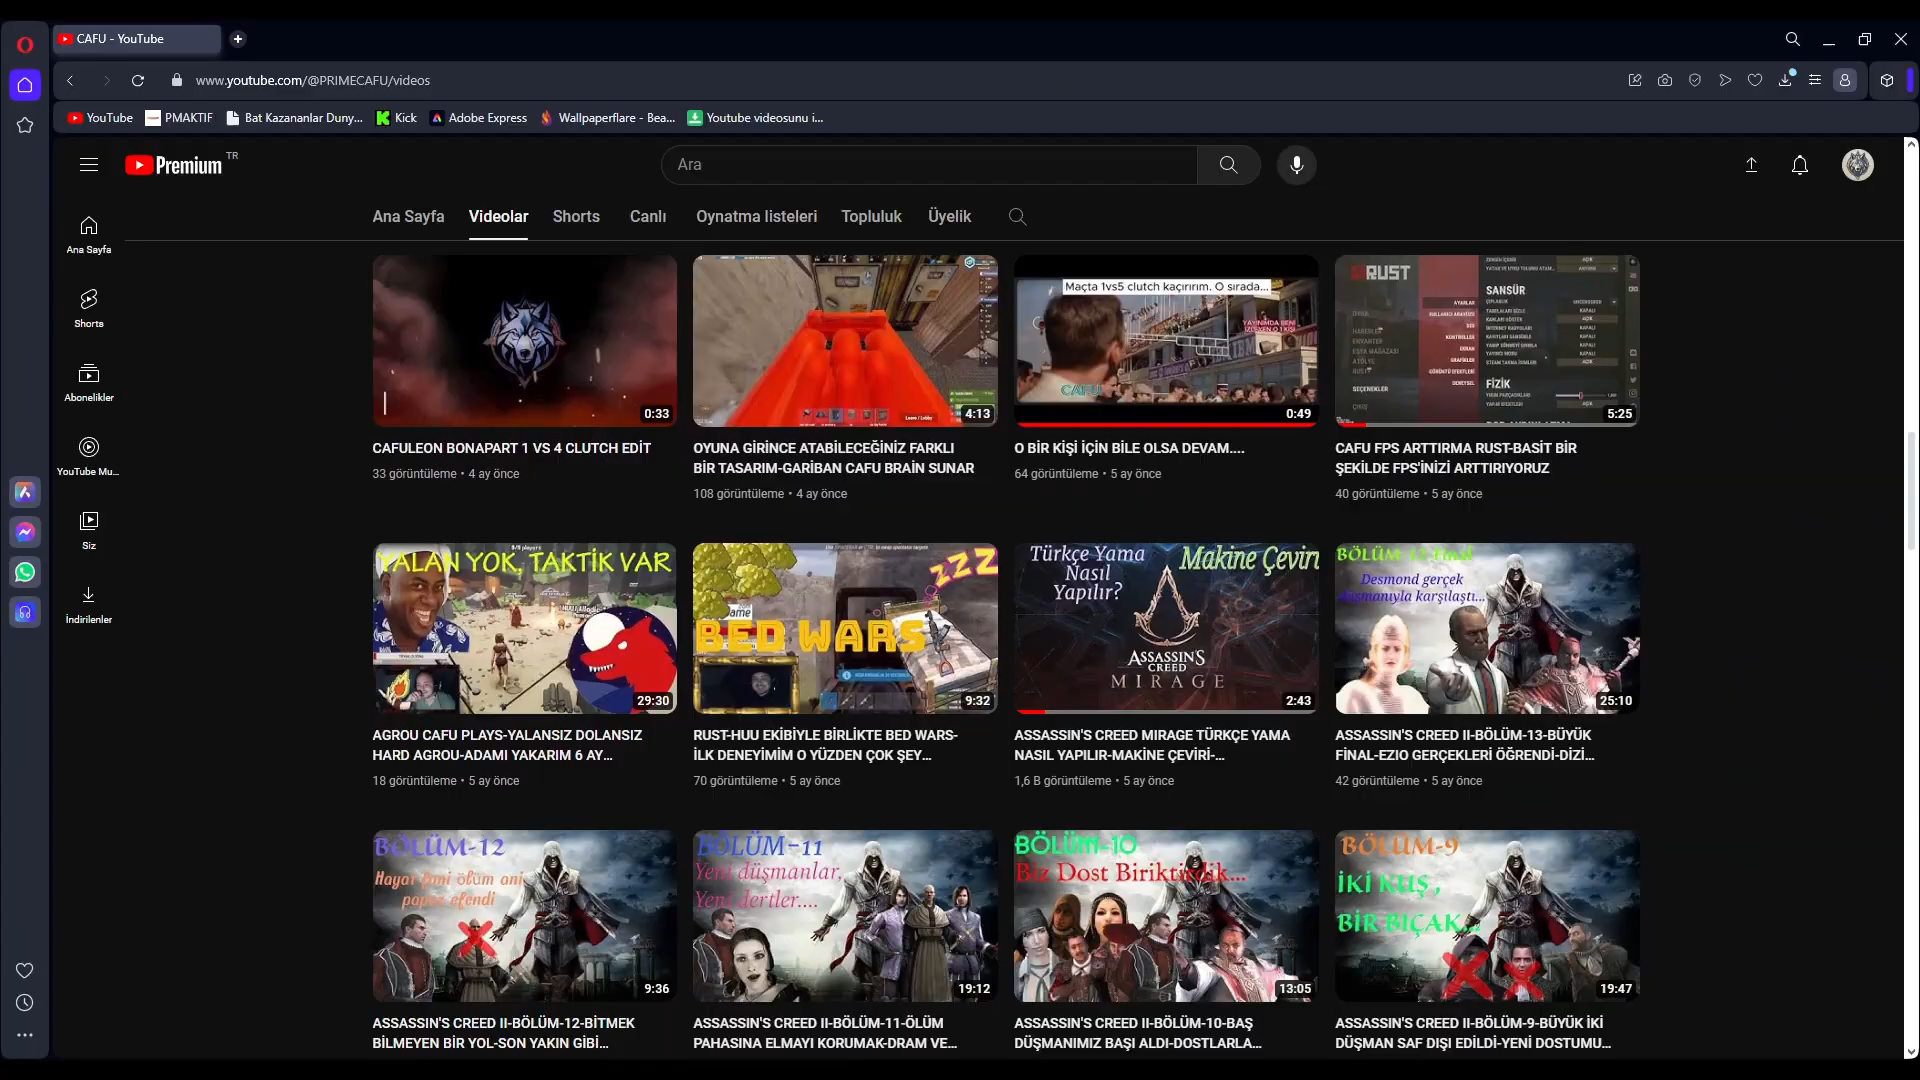 CAFU - YouTube
www.youtube.com/@PRIMECAFU/videos
YouTube
PMAKTIF
Bat Kazananlar Duny...
Kick
Adobe Express
Wallpaperflare - Bea...
Youtube videosunu i...
Premium TR
Ara
Ana Sayfa
Videolar
Shorts
Canlı
Oynatma listeleri
Topluluk
Üyelik
Ana Sayfa
Shorts
Abonelikler
YouTube Mu...
Siz
İndirilenler
0:33
4:13
Maçta 1vs5 clutch kaçırırım. O sırada...
CAFU
0:49
RUST
SANSÜR
FİZİK
5:25
CAFULEON BONAPART 1 VS 4 CLUTCH EDİT
33 görüntüleme • 4 ay önce
OYUNA GİRİNCE ATABİLECEĞİNİZ FARKLI
BİR TASARIM-GARİBAN CAFU BRAİN SUNAR
108 görüntüleme • 4 ay önce
O BİR KİŞİ İÇİN BİLE OLSA DEVAM....
64 görüntüleme • 5 ay önce
CAFU FPS ARTTIRMA RUST-BASİT BİR
ŞEKİLDE FPS'İNİZİ ARTTIRIYORUZ
40 görüntüleme • 5 ay önce
YALAN YOK, TAKTİK VAR
29:30
ZZZ
BED WARS
9:32
Türkçe Yama
Nasıl
Yapılır?
Makine Çeviri
ASSASSIN'S
CREED
MIRAGE
2:43
Desmond gerçek
düşmanıyla karşılaştı...
25:10
AGROU CAFU PLAYS-YALANSIZ DOLANSIZ
HARD AGROU-ADAMI YAKARIM 6 AY...
18 görüntüleme • 5 ay önce
RUST-HUU EKİBİYLE BİRLİKTE BED WARS-
İLK DENEYİMİM O YÜZDEN ÇOK ŞEY...
70 görüntüleme • 5 ay önce
ASSASSIN'S CREED MIRAGE TÜRKÇE YAMA
NASIL YAPILIR-MAKİNE ÇEVİRİ-...
1,6 B görüntüleme • 5 ay önce
ASSASSIN'S CREED II-BÖLÜM-13-BÜYÜK
FİNAL-EZIO GERÇEKLERİ ÖĞRENDİ-DİZİ...
42 görüntüleme • 5 ay önce
BÖLÜM-12
papa efendi
9:36
BÖLÜM-11
Yeni düşmanlar,
Yeni dertler....
19:12
BÖLÜM-10
Biz Dost Biriktirdik...
13:05
BÖLÜM-9
İKİ KUŞ,
BİR BIÇAK...
19:47
ASSASSIN'S CREED II-BÖLÜM-12-BİTMEK
BİLMEYEN BİR YOL-SON YAKIN GİBİ...
ASSASSIN'S CREED II-BÖLÜM-11-ÖLÜM
PAHASINA ELMAYI KORUMAK-DRAM VE...
ASSASSIN'S CREED II-BÖLÜM-10-BAŞ
DÜŞMANIMIZ BAŞI ALDI-DOSTLARLA...
ASSASSIN'S CREED II-BÖLÜM-9-BÜYÜK İKİ
DÜŞMAN SAF DIŞI EDİLDİ-YENİ DOSTUMU...